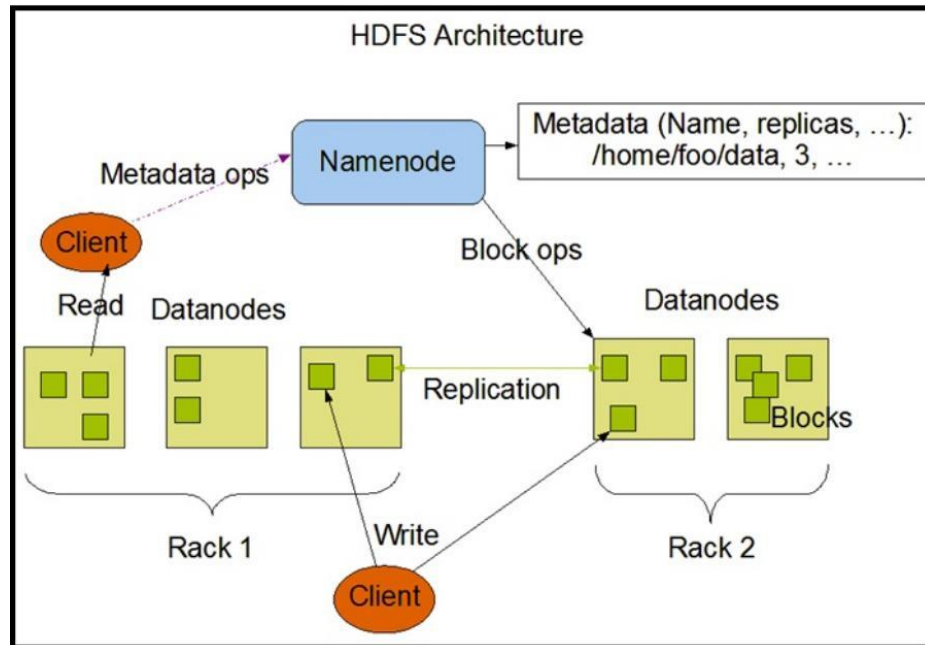 HDFS Architecture
Metadata (Name, replicas, …):
/home/foo/data, 3, …
Namenode
Metadata ops
Client
Block ops
Read
Datanodes
Datanodes
Replication
Blocks
Rack 1
Write
Rack 2
Client